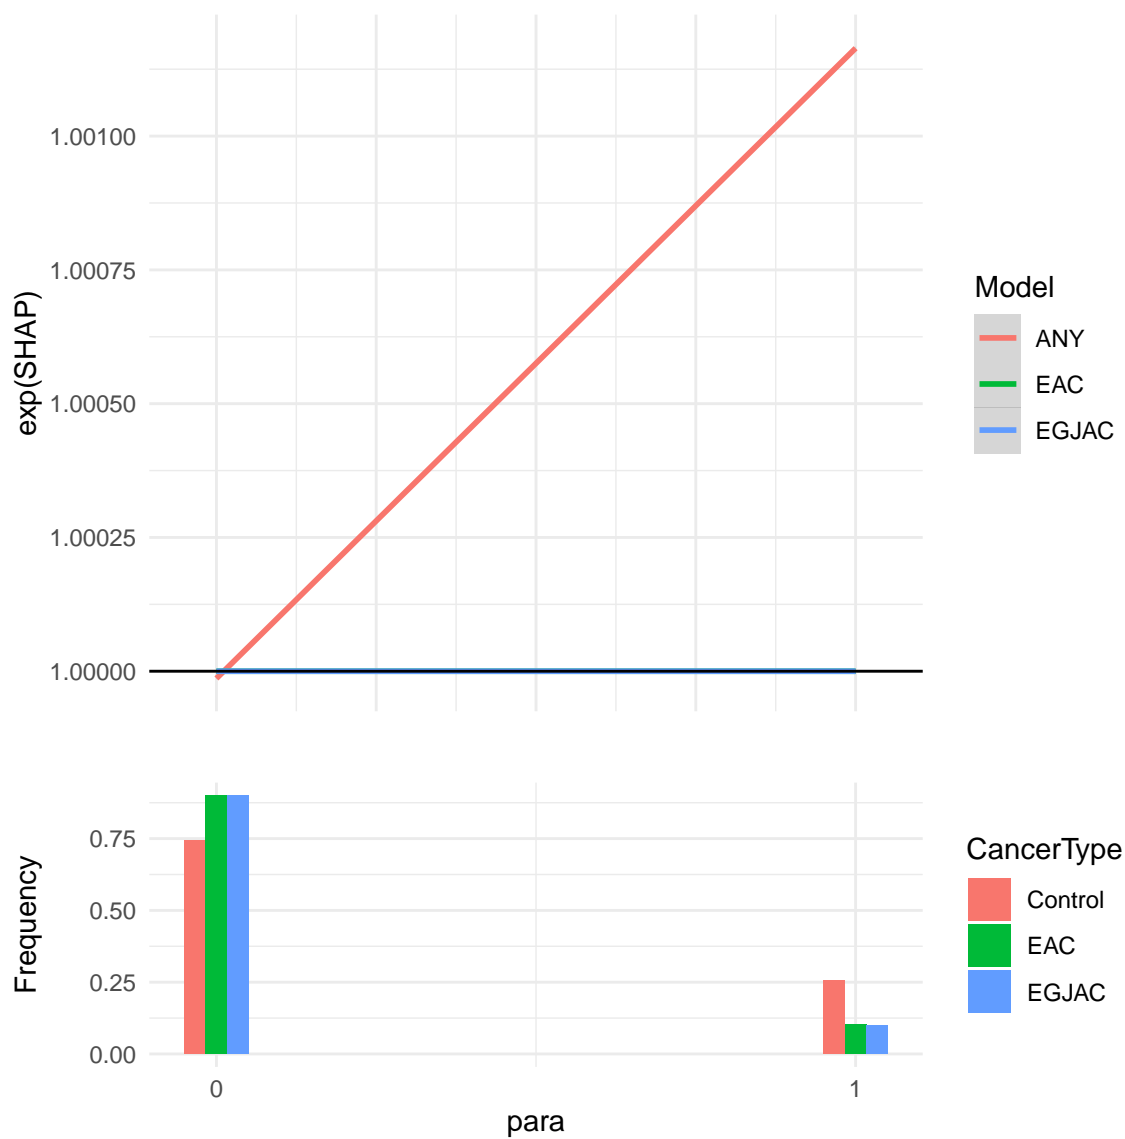 exp(SHAP)
1.00100
1.00075
1.00050
1.00025
1.00000
Model
ANY
EAC
EGJAC
Frequency
0.75
0.50
0.25
0.00
0
1
para
CancerType
Control
EAC
EGJAC